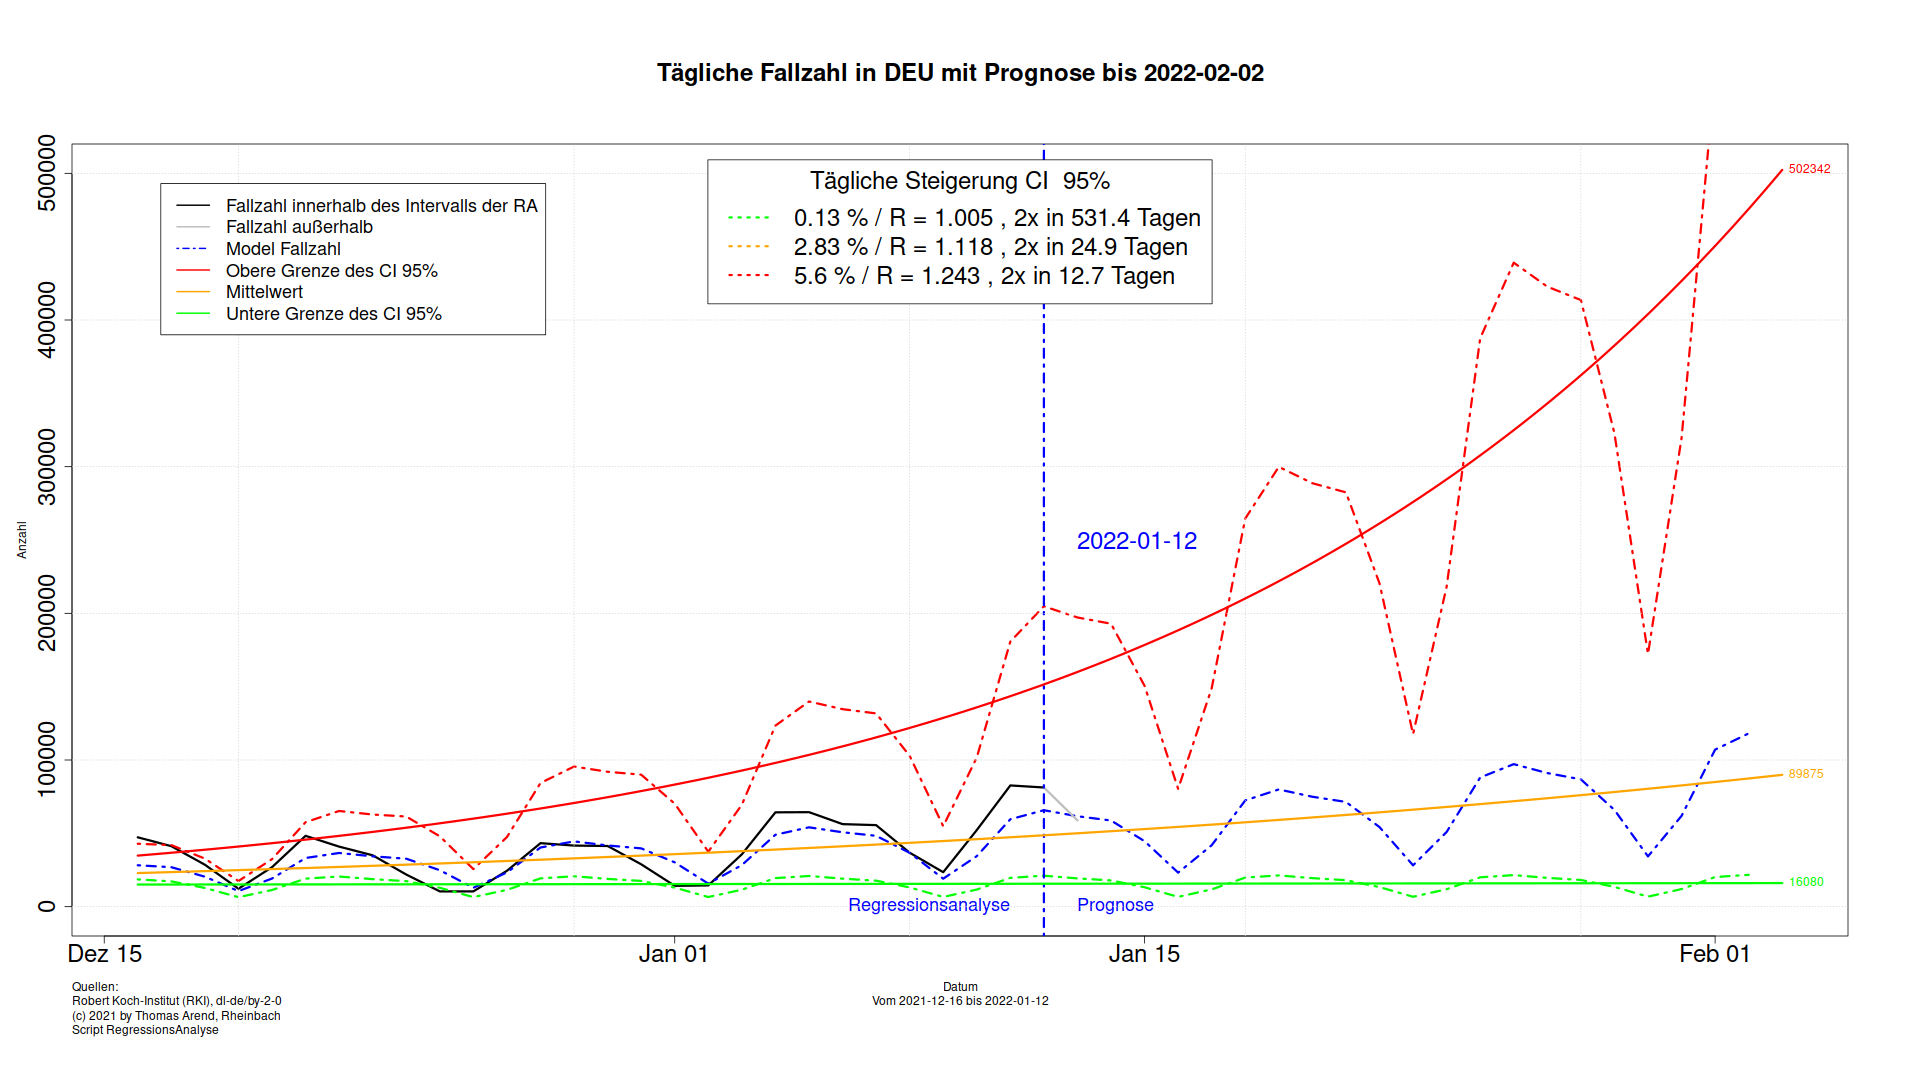 Tägliche Fallzahl in DEU mit Prognose bis 2022-02-02
Anzahl
500000
400000
300000
200000
100000
0
Fallzahl innerhalb des Intervalls der RA
Fallzahl außerhalb
Model Fallzahl
Obere Grenze des CI 95%
Mittelwert
Untere Grenze des CI 95%
Tägliche Steigerung CI  95%
0.13 % / R = 1.005 , 2x in 531.4 Tagen
2.83 % / R = 1.118 , 2x in 24.9 Tagen
5.6 % / R = 1.243 , 2x in 12.7 Tagen
502342
2022-01-12
89875
16080
Regressionsanalyse
Prognose
Dez 15
Jan 01
Jan 15
Feb 01
Datum
Vom 2021-12-16 bis 2022-01-12
Quellen:
Robert Koch-Institut (RKI), dl-de/by-2-0
(c) 2021 by Thomas Arend, Rheinbach
Script RegressionsAnalyse